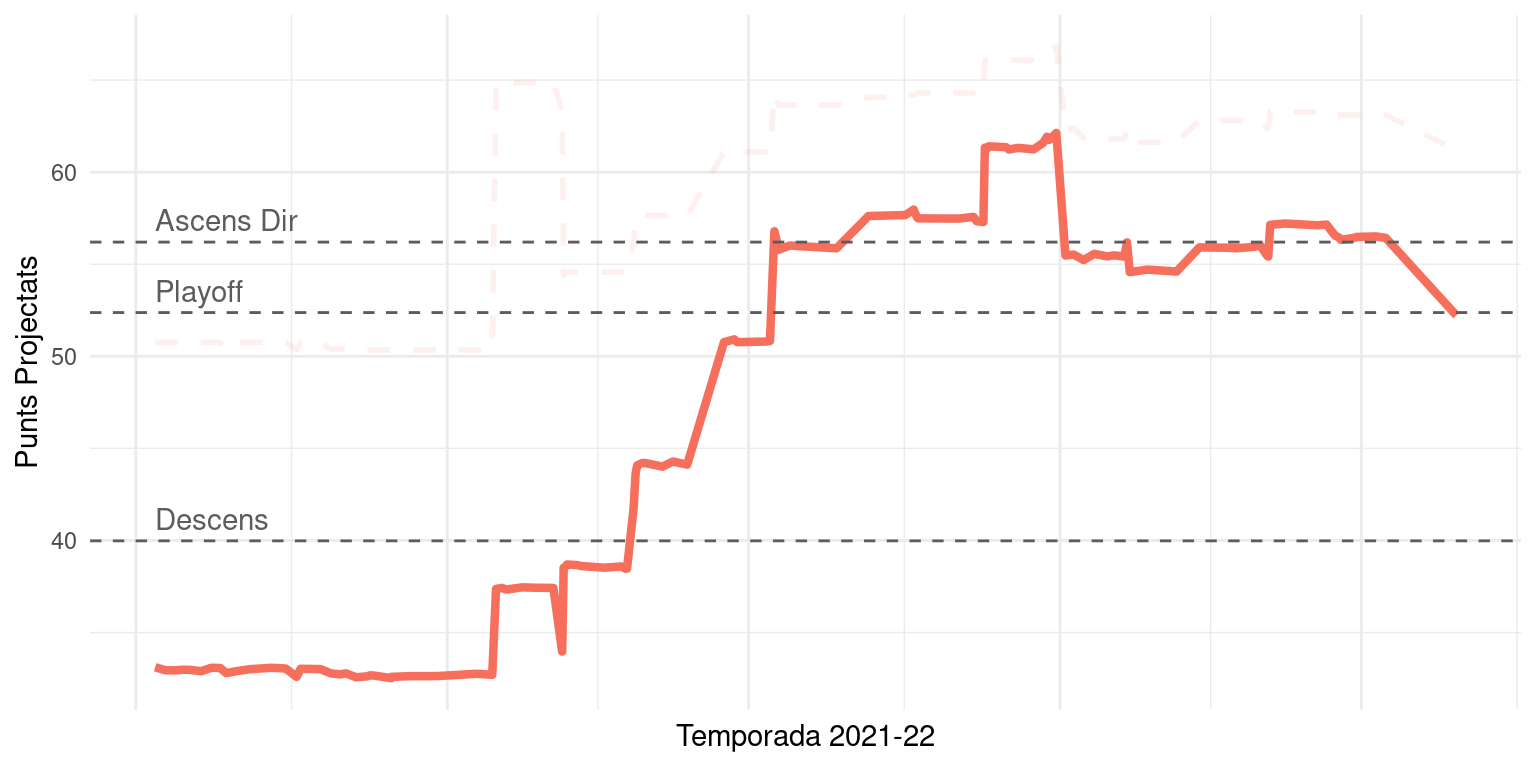 60
Ascens Dir
Playoff
50
Descens
40
Punts Projectats
Temporada 2021-22